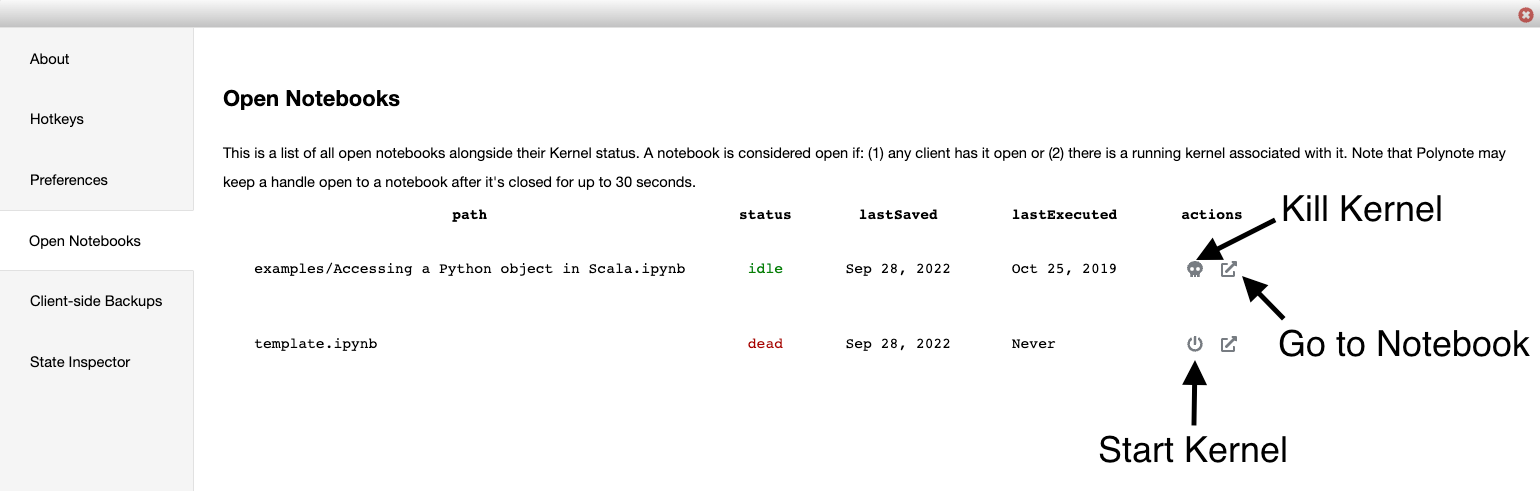 About
Hotkeys
Preferences
Open Notebooks
Client-side Backups
State Inspector
Open Notebooks
This is a list of all open notebooks alongside their Kernel status. A notebook is considered open if: (1) any client has it open or (2) there is a running kernel associated with it. Note that Polynote may
keep a handle open to a notebook after it's closed for up to 30 seconds.
path status lastSaved lastExecuted actions
Kill Kernel
examples/Accessing a Python object in Scala.ipynb idle Sep 28, 2022 Oct 25, 2019
template.ipynb dead Sep 28, 2022 Never
Go to Notebook
Start Kernel